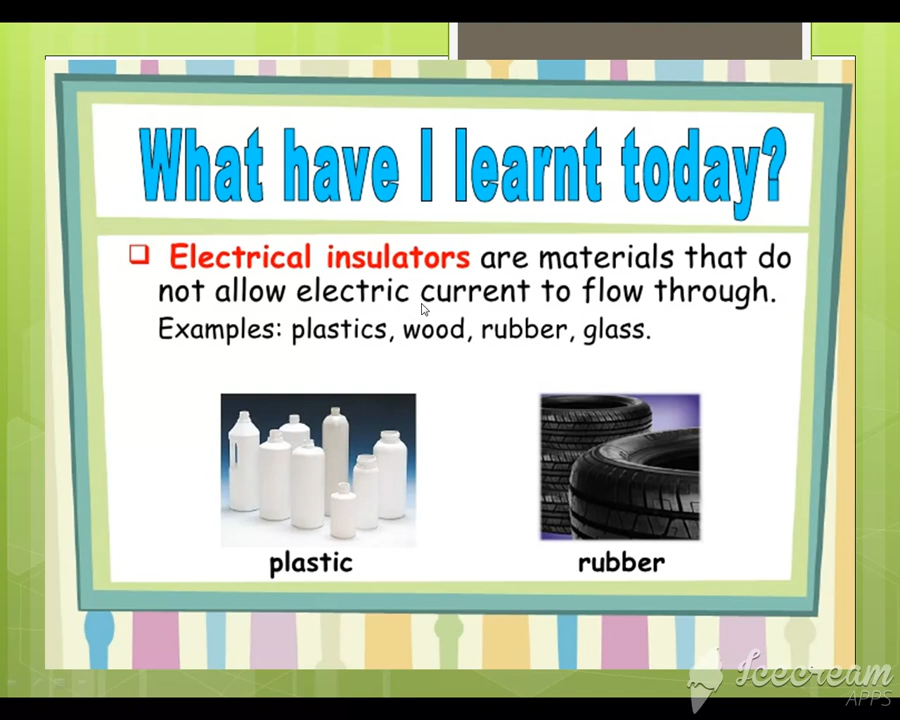 What have I learnt today?
Electrical insulators are materials that do
not allow electric current to flow through.
Examples: plastics, wood, rubber, glass.
plastic
rubber
Icecream
APPS